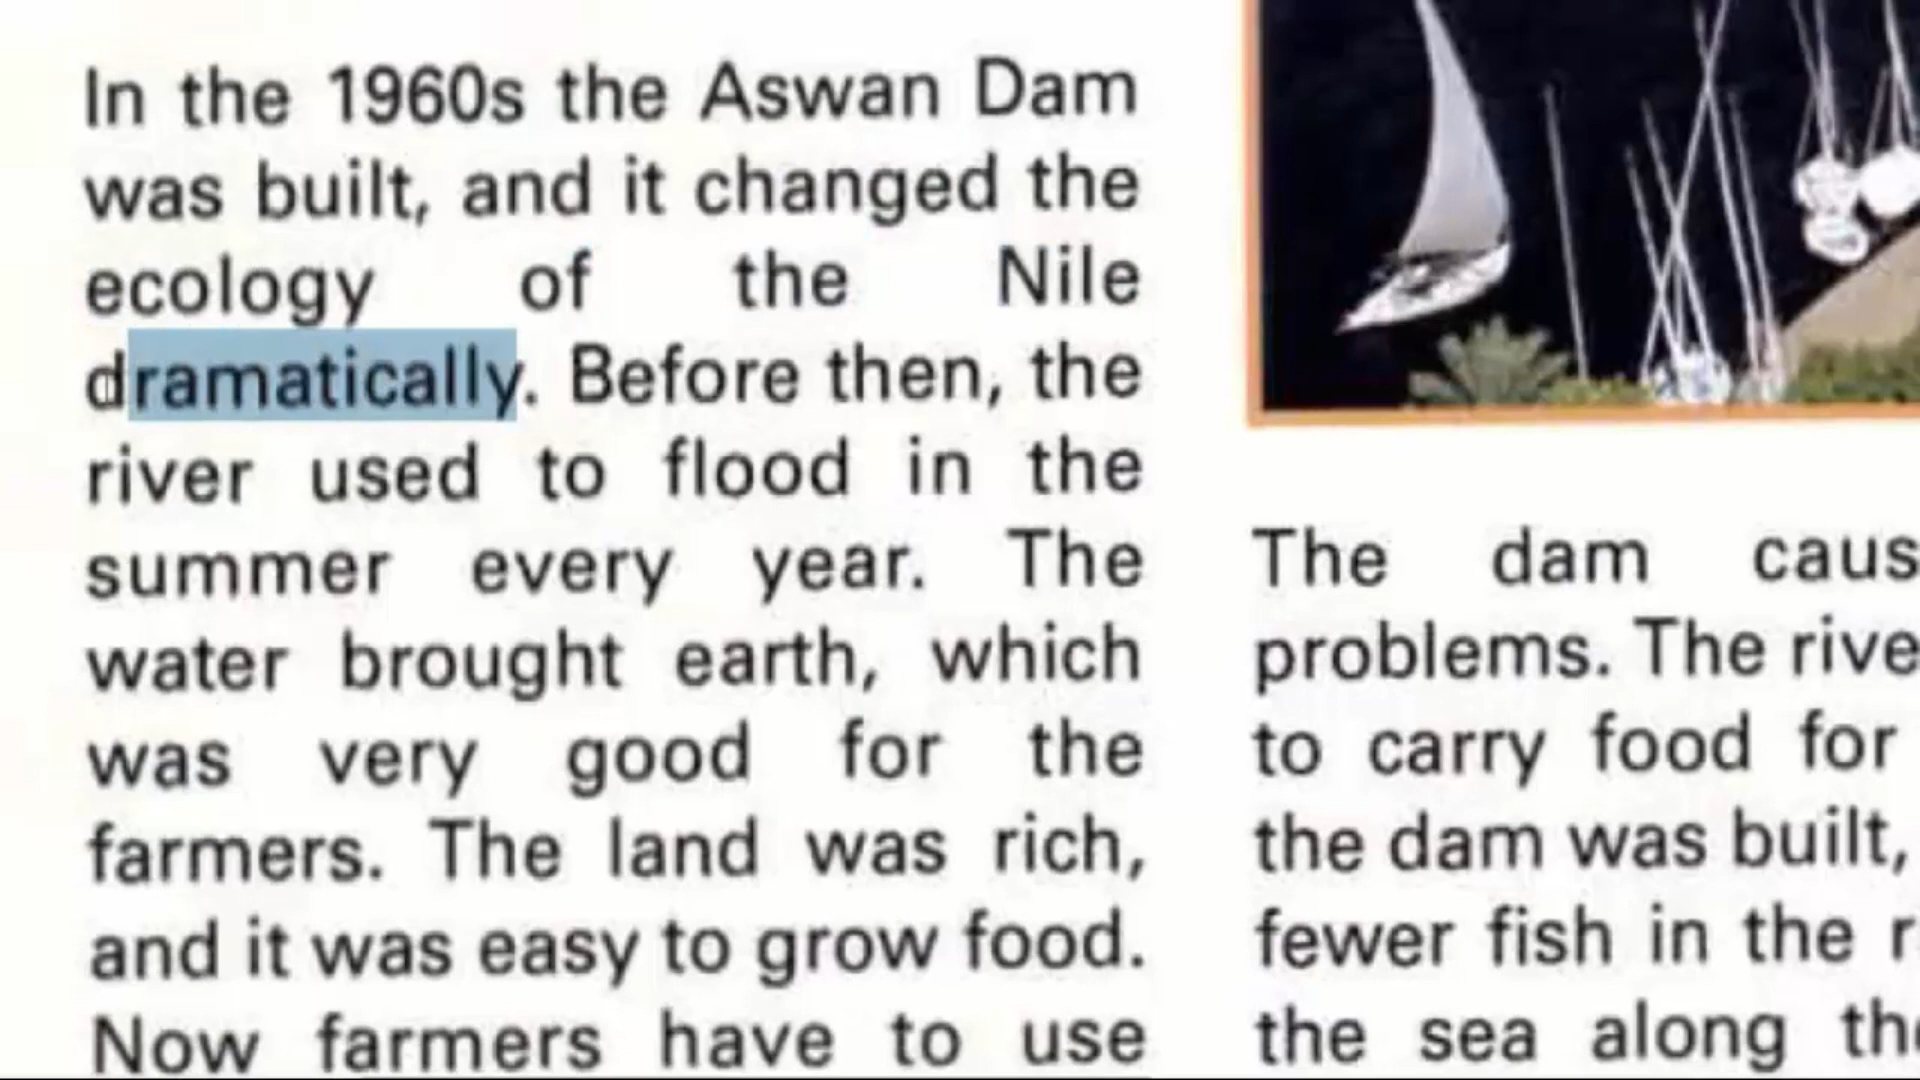 In the 1960s the Aswan Dam
was built, and it changed the
ecology of the Nile
dramatically. Before then, the
river used to flood in the
summer every year. The
water brought earth, which
was very good for the
farmers. The land was rich,
and it was easy to grow food.
Now farmers have to use
The dam caus
problems. The rive
to carry food for
the dam was built,
fewer fish in the r
the sea along the